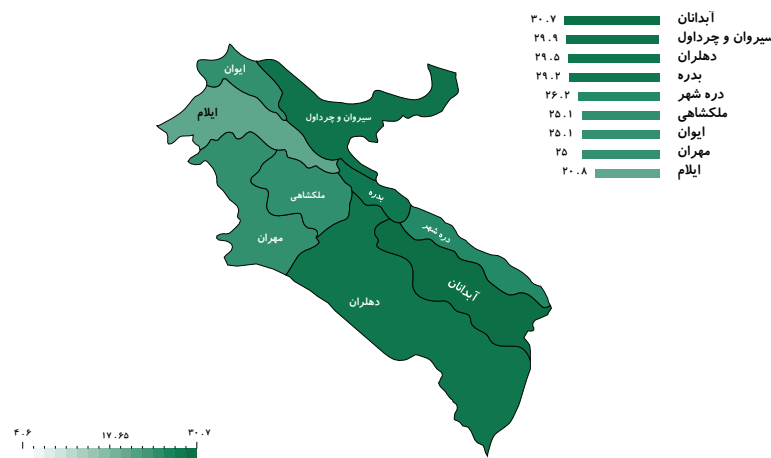 آبدانان ۳۰.۷
سیروان و چرداول ۲۹.۹
دهلران ۲۹.۵
بدره ۲۹.۲
دره شهر ۲۶.۲
ملکشاهی ۲۵.۱
ایوان ۲۵.۱
مهران ۲۵
ایلام ۲۰.۸
ایوان
ایلام
سیروان و چرداول
ملکشاهی
بدره
مهران
دره شهر
آبدانان
دهلران
۴.۶ ۱۷.۶۵ ۳۰.۷